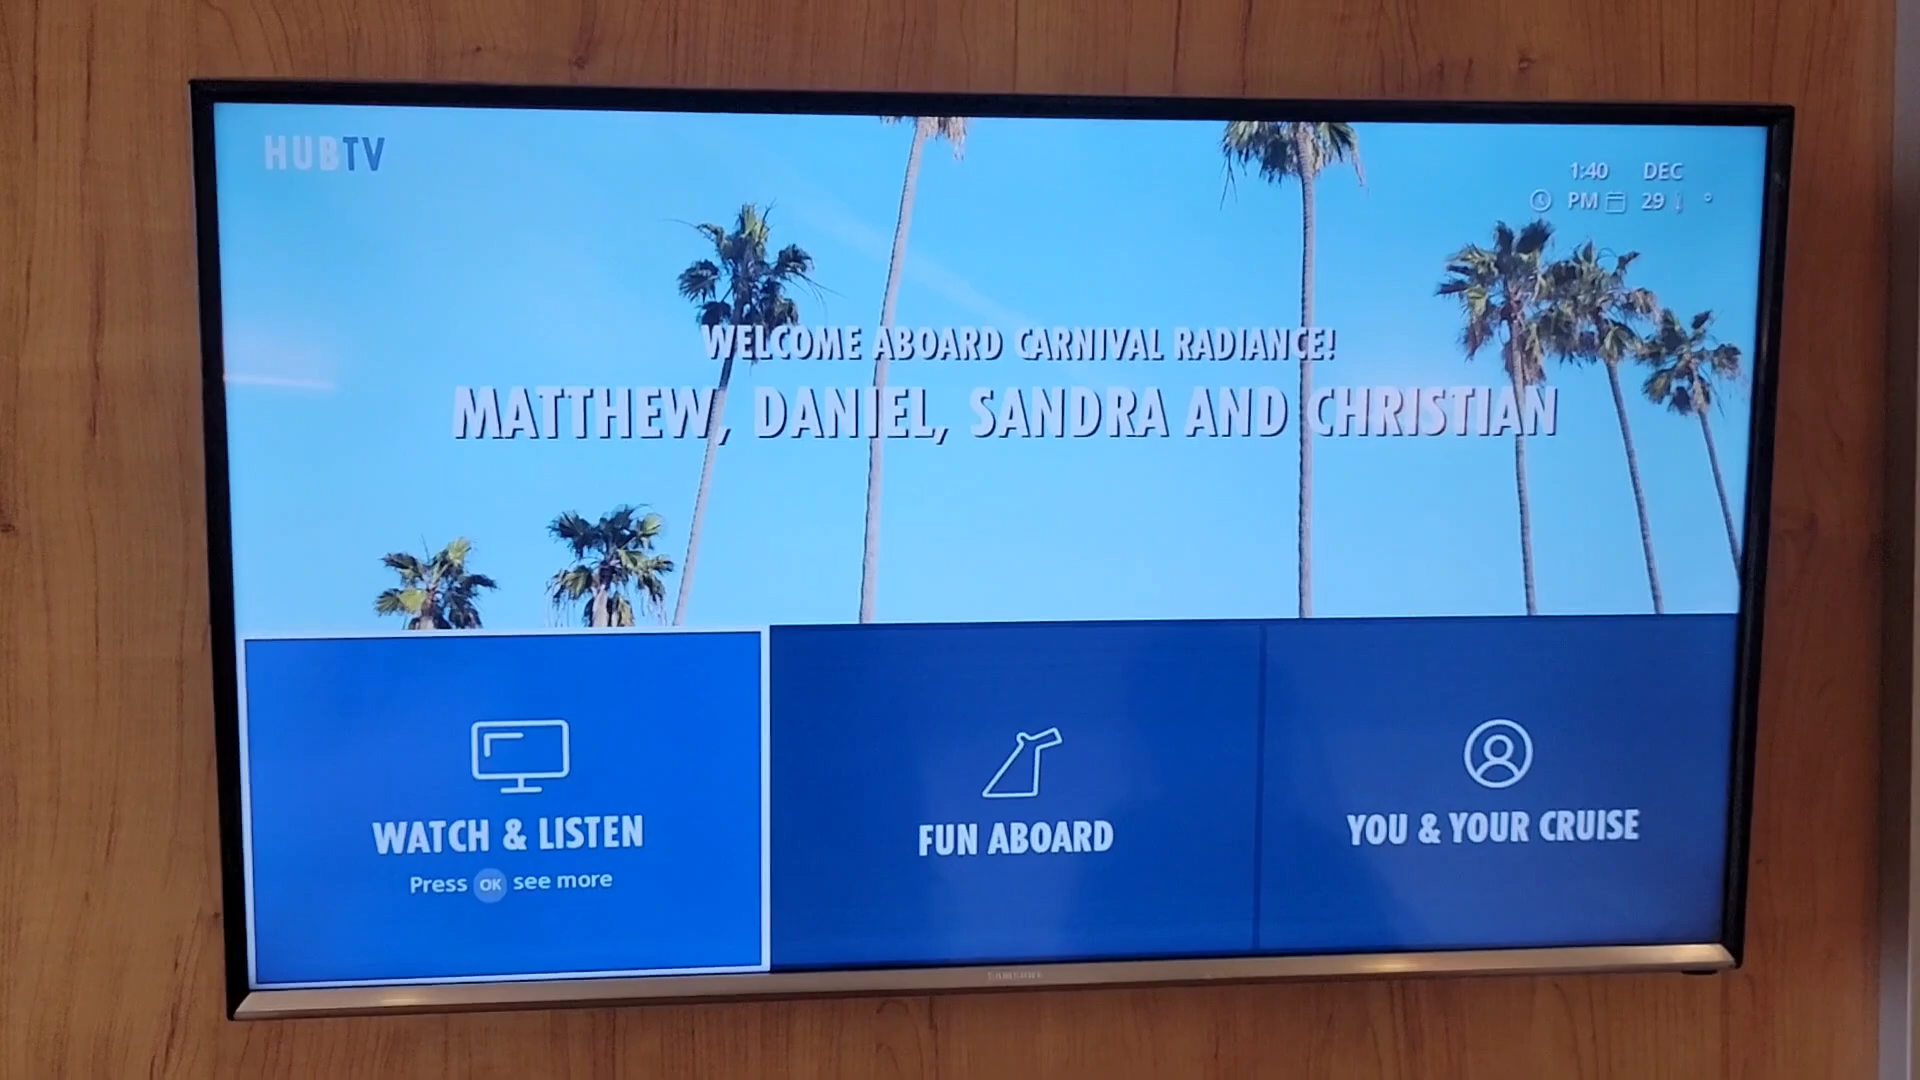 HUBTV
1:40 DEC
PM 29 °
WELCOME ABOARD CARNIVAL RADIANCE!
MATTHEW, DANIEL, SANDRA AND CHRISTIAN
WATCH & LISTEN
Press OK see more
FUN ABOARD
YOU & YOUR CRUISE
SAMSUNG